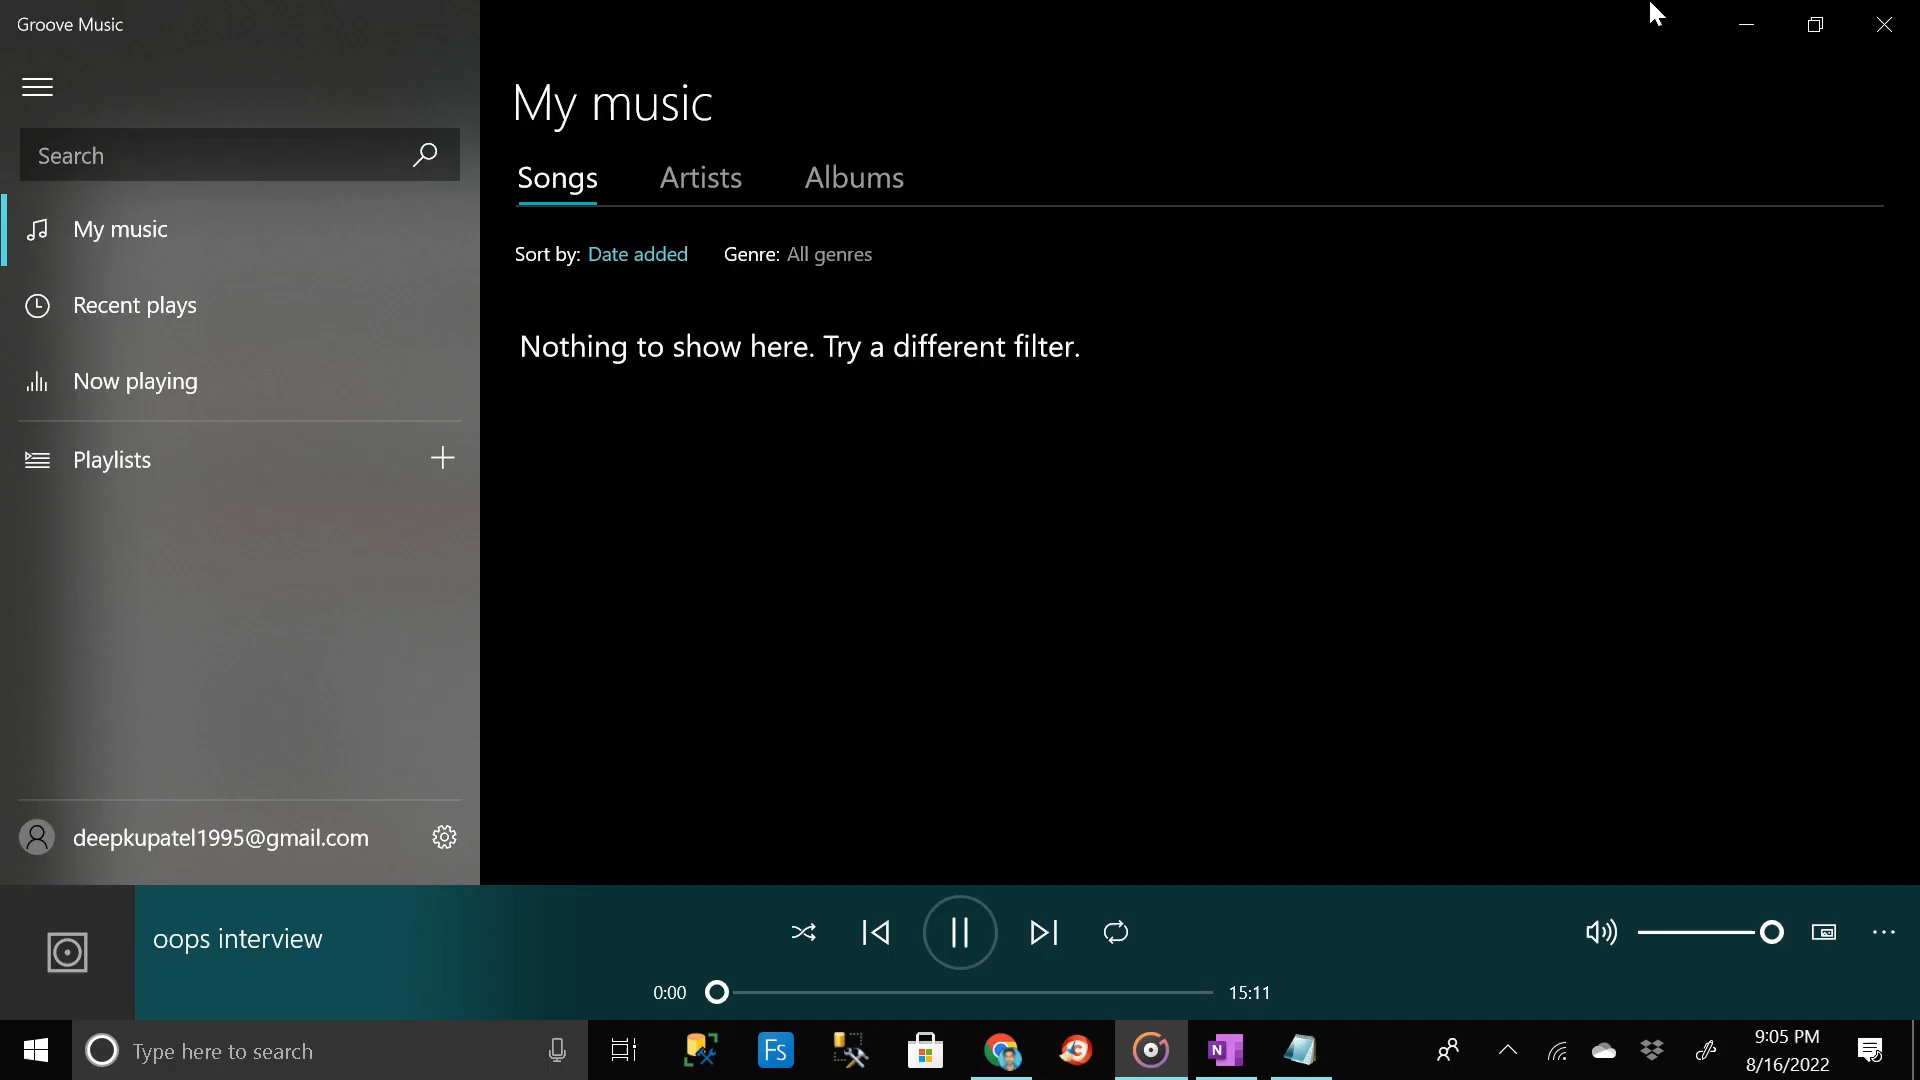 Groove Music
Search
My music
Recent plays
Now playing
Playlists
deepkupatel1995@gmail.com
My music
Songs Artists Albums
Sort by: Date added Genre: All genres
Nothing to show here. Try a different filter.
oops interview
0:00 15:11
Type here to search
Fs
N
9:05 PM
8/16/2022